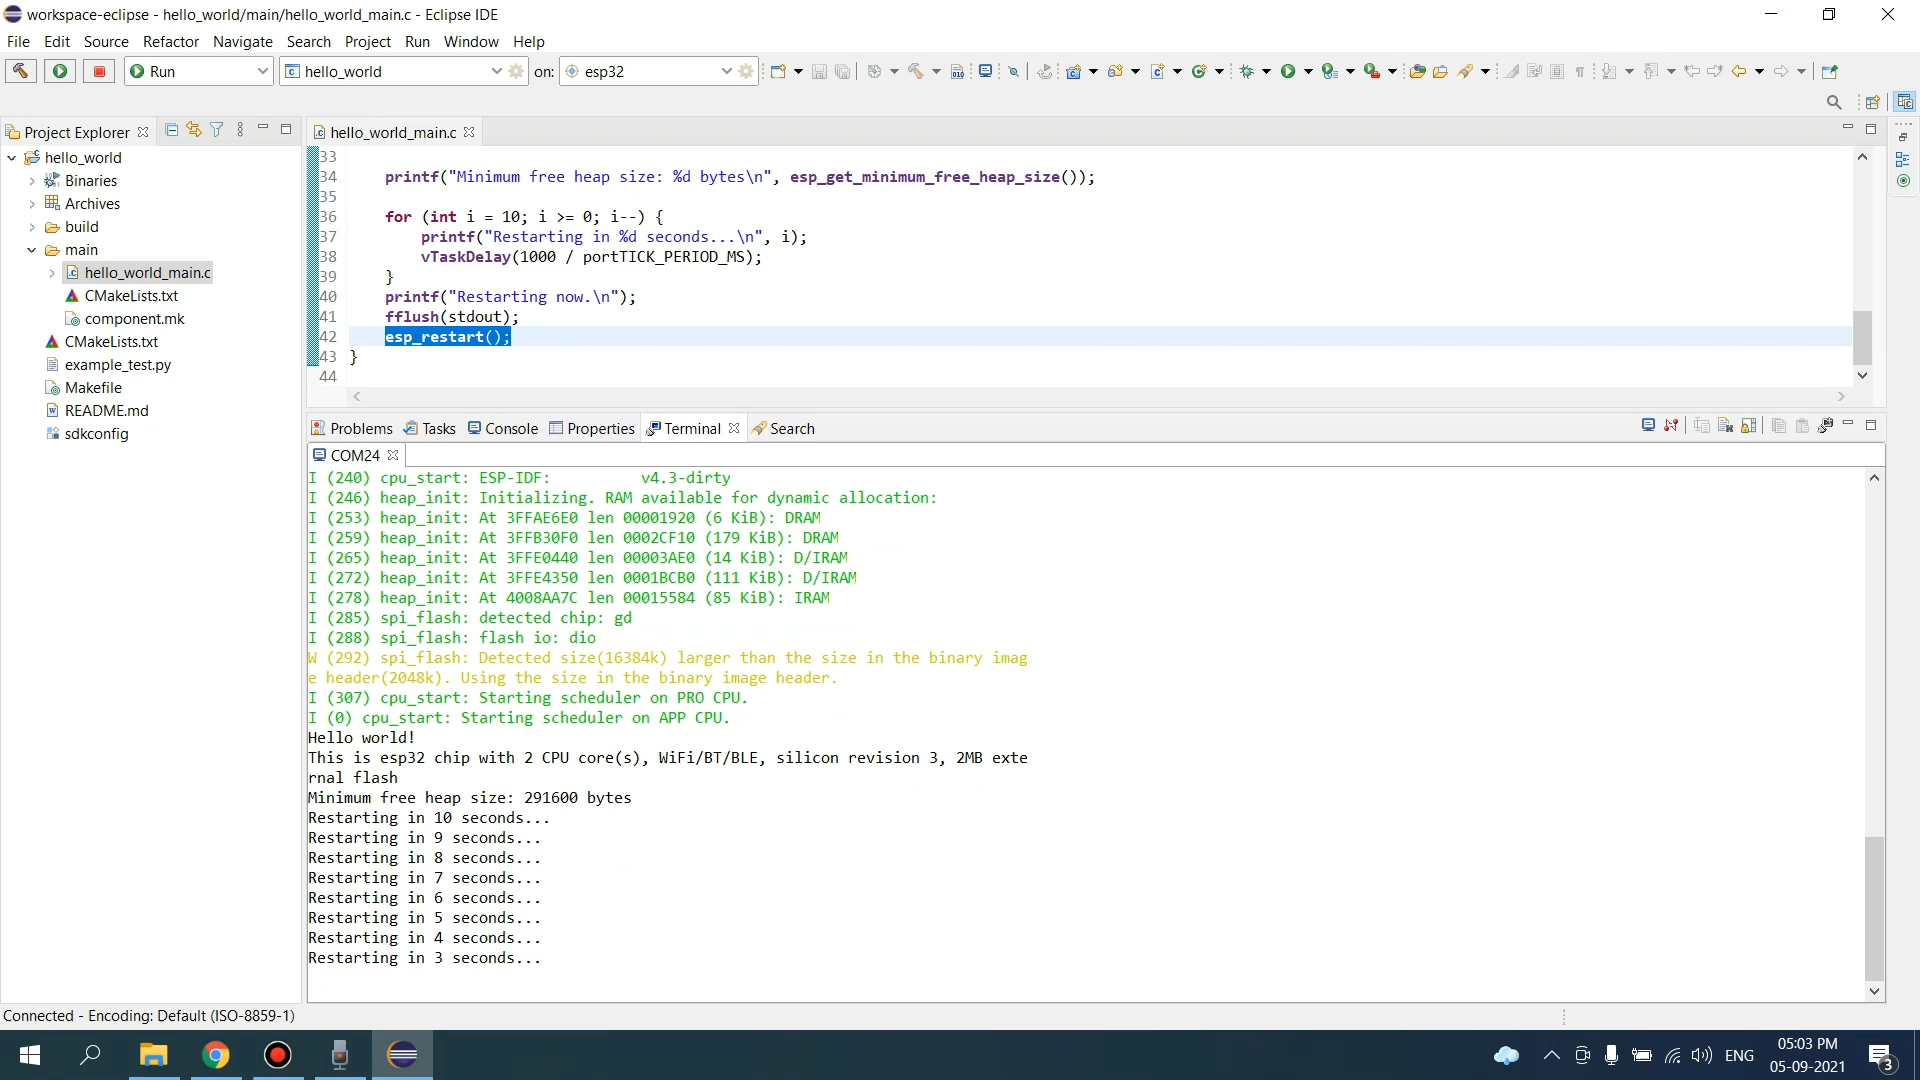 workspace-eclipse - hello_world/main/hello_world_main.c - Eclipse IDE
File Edit Source Refactor Navigate Search Project Run Window Help
Run hello_world on: esp32
Project Explorer
hello_world
Binaries
Archives
build
main
hello_world_main.c
CMakeLists.txt
component.mk
CMakeLists.txt
example_test.py
Makefile
README.md
sdkconfig
hello_world_main.c
33
34 printf("Minimum free heap size: %d bytes\n", esp_get_minimum_free_heap_size());
35
36 for (int i = 10; i >= 0; i--) {
37 printf("Restarting in %d seconds...\n", i);
38 vTaskDelay(1000 / portTICK_PERIOD_MS);
39 }
40 printf("Restarting now.\n");
41 fflush(stdout);
42 esp_restart();
43 }
44
Problems Tasks Console Properties Terminal Search
COM24
I (240) cpu_start: ESP-IDF: v4.3-dirty
I (246) heap_init: Initializing. RAM available for dynamic allocation:
I (253) heap_init: At 3FFAE6E0 len 00001920 (6 KiB): DRAM
I (259) heap_init: At 3FFB30F0 len 0002CF10 (179 KiB): DRAM
I (265) heap_init: At 3FFE0440 len 00003AE0 (14 KiB): D/IRAM
I (272) heap_init: At 3FFE4350 len 0001BCB0 (111 KiB): D/IRAM
I (278) heap_init: At 4008AA7C len 00015584 (85 KiB): IRAM
I (285) spi_flash: detected chip: gd
I (288) spi_flash: flash io: dio
W (292) spi_flash: Detected size(16384k) larger than the size in the binary imag
e header(2048k). Using the size in the binary image header.
I (307) cpu_start: Starting scheduler on PRO CPU.
I (0) cpu_start: Starting scheduler on APP CPU.
Hello world!
This is esp32 chip with 2 CPU core(s), WiFi/BT/BLE, silicon revision 3, 2MB exte
rnal flash
Minimum free heap size: 291600 bytes
Restarting in 10 seconds...
Restarting in 9 seconds...
Restarting in 8 seconds...
Restarting in 7 seconds...
Restarting in 6 seconds...
Restarting in 5 seconds...
Restarting in 4 seconds...
Restarting in 3 seconds...
Connected - Encoding: Default (ISO-8859-1)
ENG
05:03 PM
05-09-2021
3